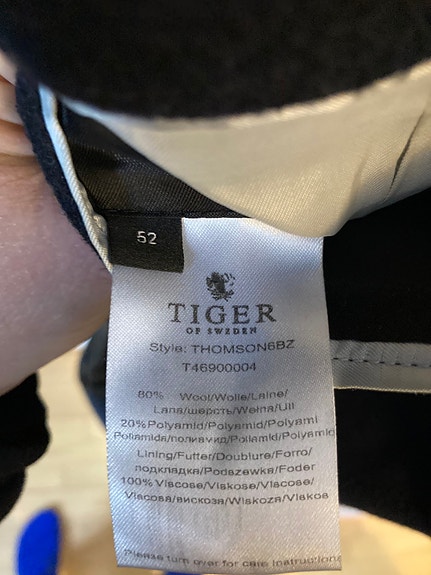 52
TIGER
OF SWEDEN
Style: THOMSON6BZ
T46900004
80% Wool/Wolle/Laine/
Lana/шерсть/Wełna/Ull
20% Polyamid/Polyamid/Polyami
Poliamida/полиамид/Poliamid/Polyamid
Lining/Futter/Doublure/Forro/
подкладка/Podszewka/Foder
100% Viscose/Viskose/Viscose/
Viscosa/вискоза/Wiskoza/Viskos
Please turn over for care instructions